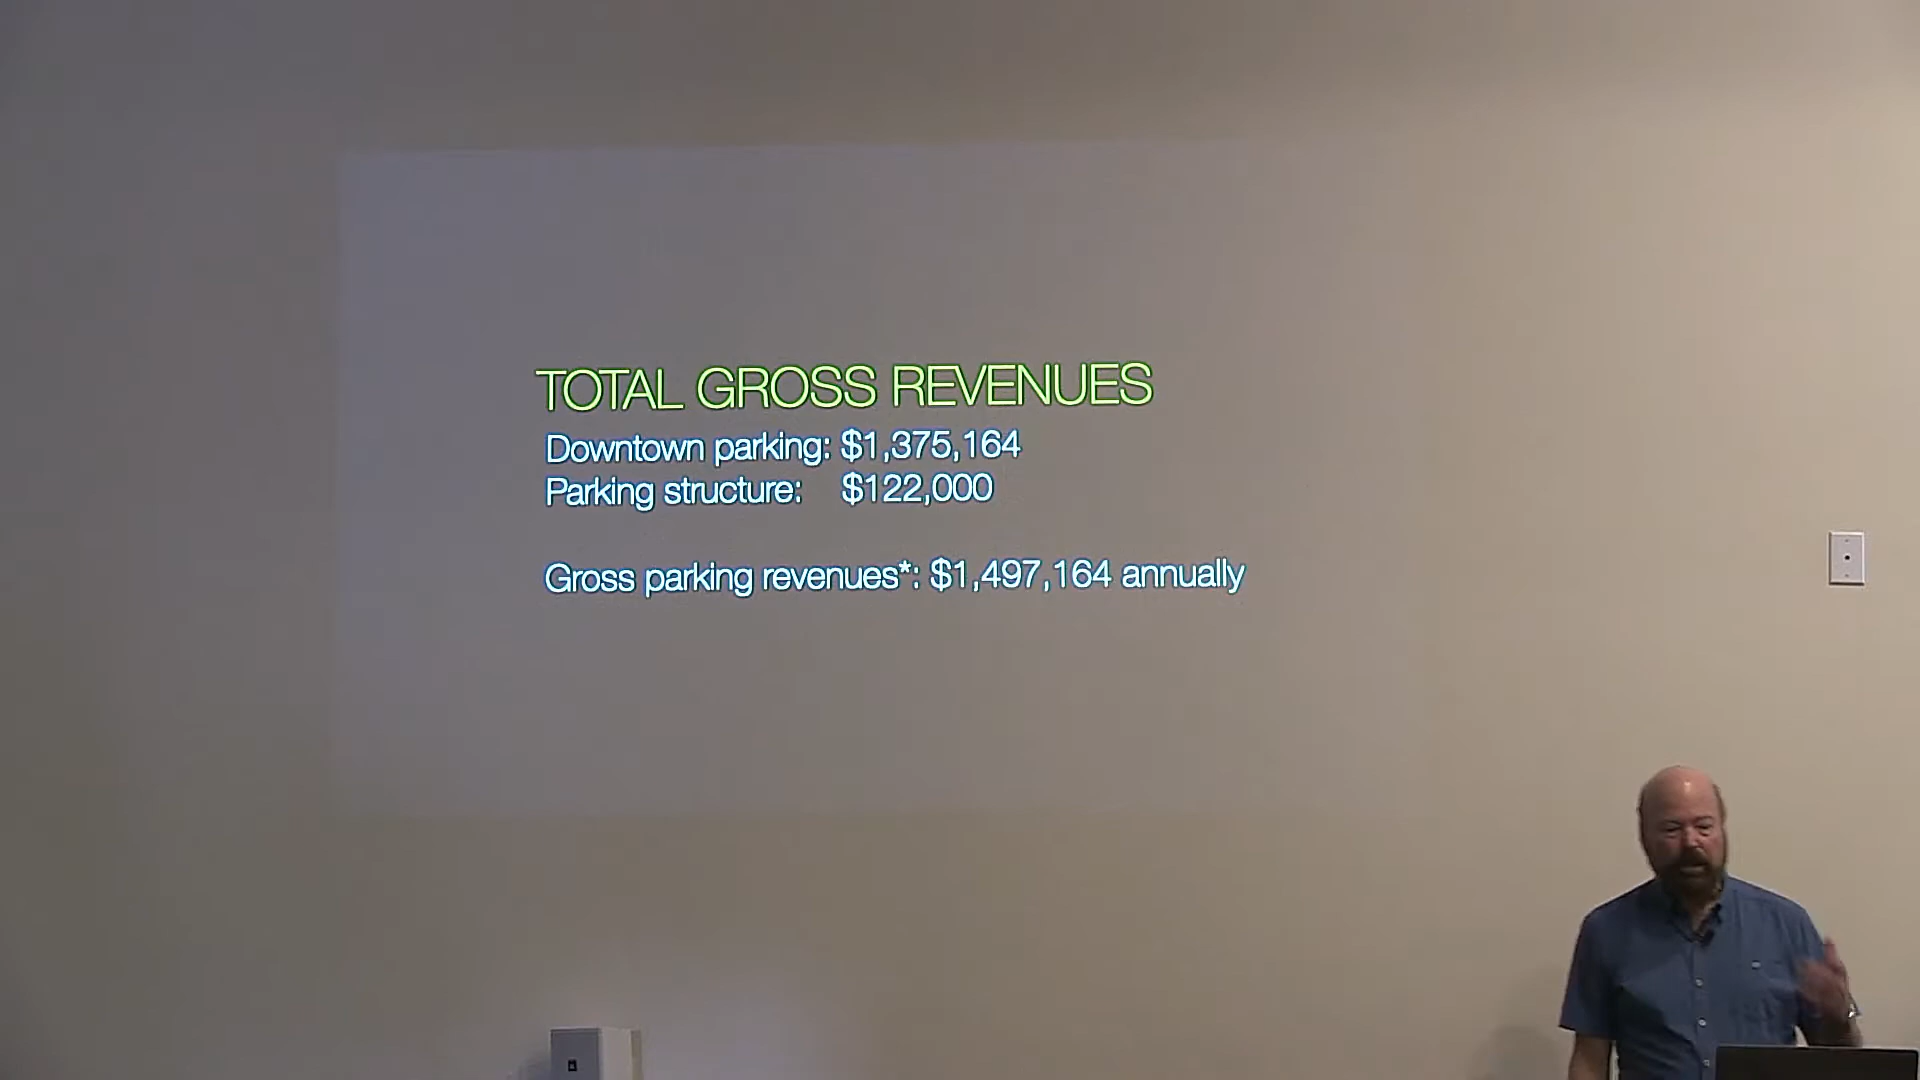 TOTAL GROSS REVENUES
Downtown parking: $1,375,164
Parking structure: $122,000
Gross parking revenues*: $1,497,164 annually